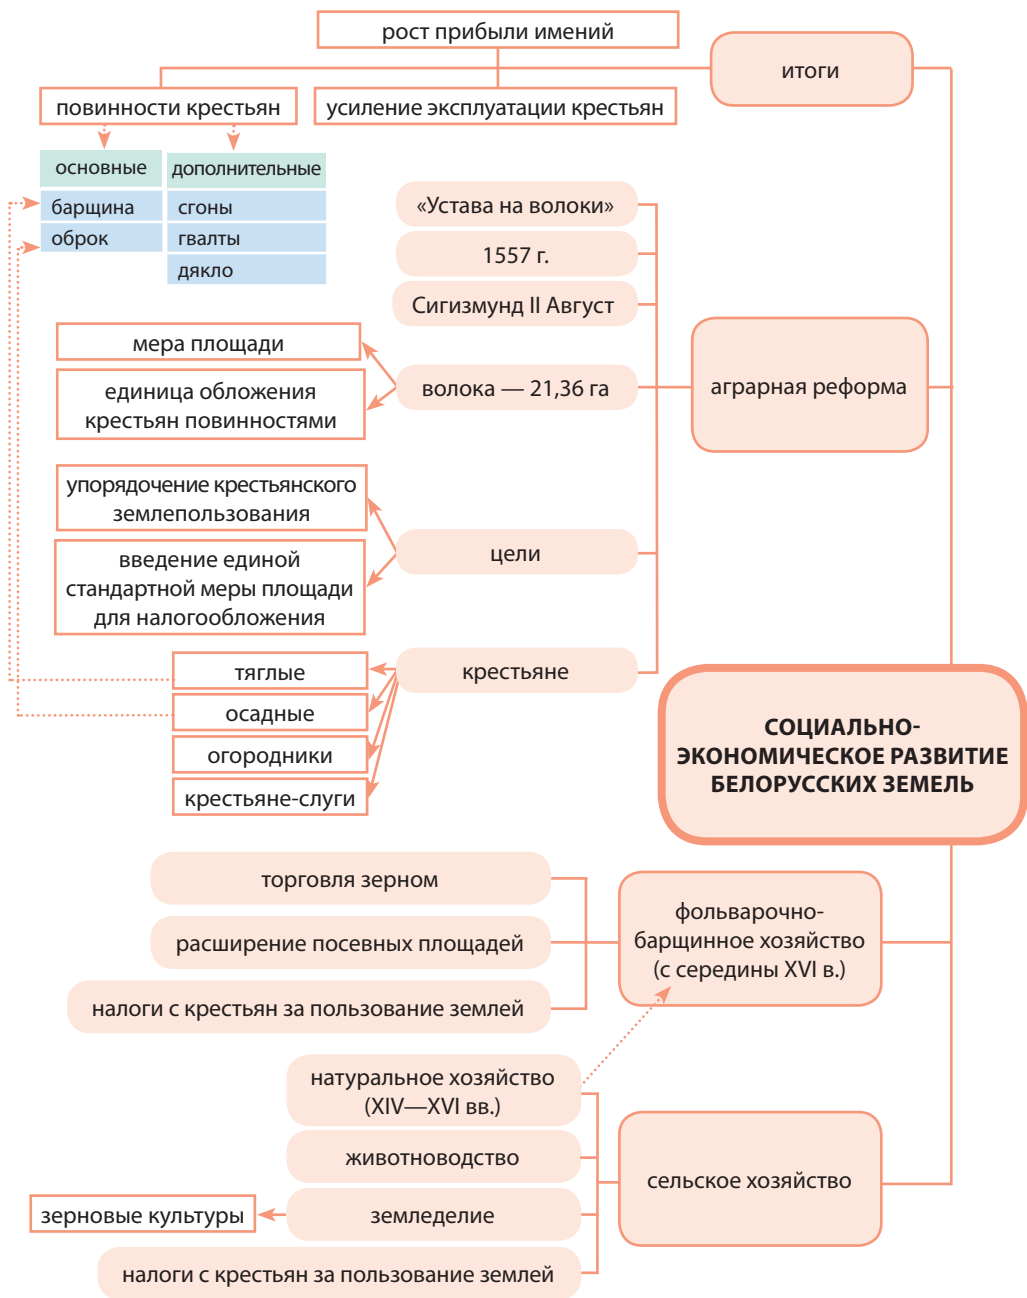 рост прибыли имений
итоги
повинности крестьян
усиление эксплуатации крестьян
основные
дополнительные
барщина
сгоны
оброк
гвалты
дякло
«Устава на волоки»
1557 г.
Сигизмунд II Август
аграрная реформа
волока — 21,36 га
мера площади
единица обложения
крестьян повинностями
цели
упорядочение крестьянского
землепользования
введение единой
стандартной меры площади
для налогообложения
крестьяне
тяглые
осадные
огородники
крестьяне-слуги
СОЦИАЛЬНО-
ЭКОНОМИЧЕСКОЕ РАЗВИТИЕ
БЕЛОРУССКИХ ЗЕМЕЛЬ
фольварочно-
барщинное хозяйство
(с середины XVI в.)
торговля зерном
расширение посевных площадей
налоги с крестьян за пользование землей
сельское хозяйство
натуральное хозяйство
(XIV—XVI вв.)
животноводство
земледелие
зерновые культуры
налоги с крестьян за пользование землей